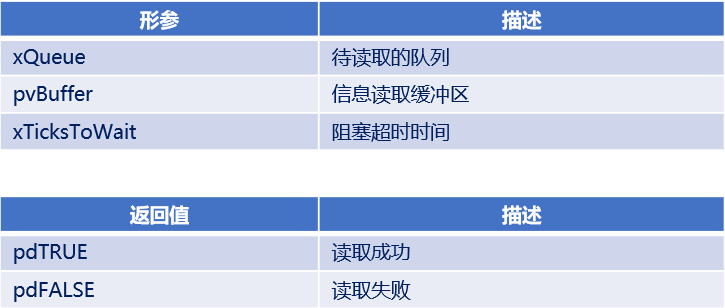 形参 描述
xQueue 待读取的队列
pvBuffer 信息读取缓冲区
xTicksToWait 阻塞超时时间
返回值 描述
pdTRUE 读取成功
pdFALSE 读取失败